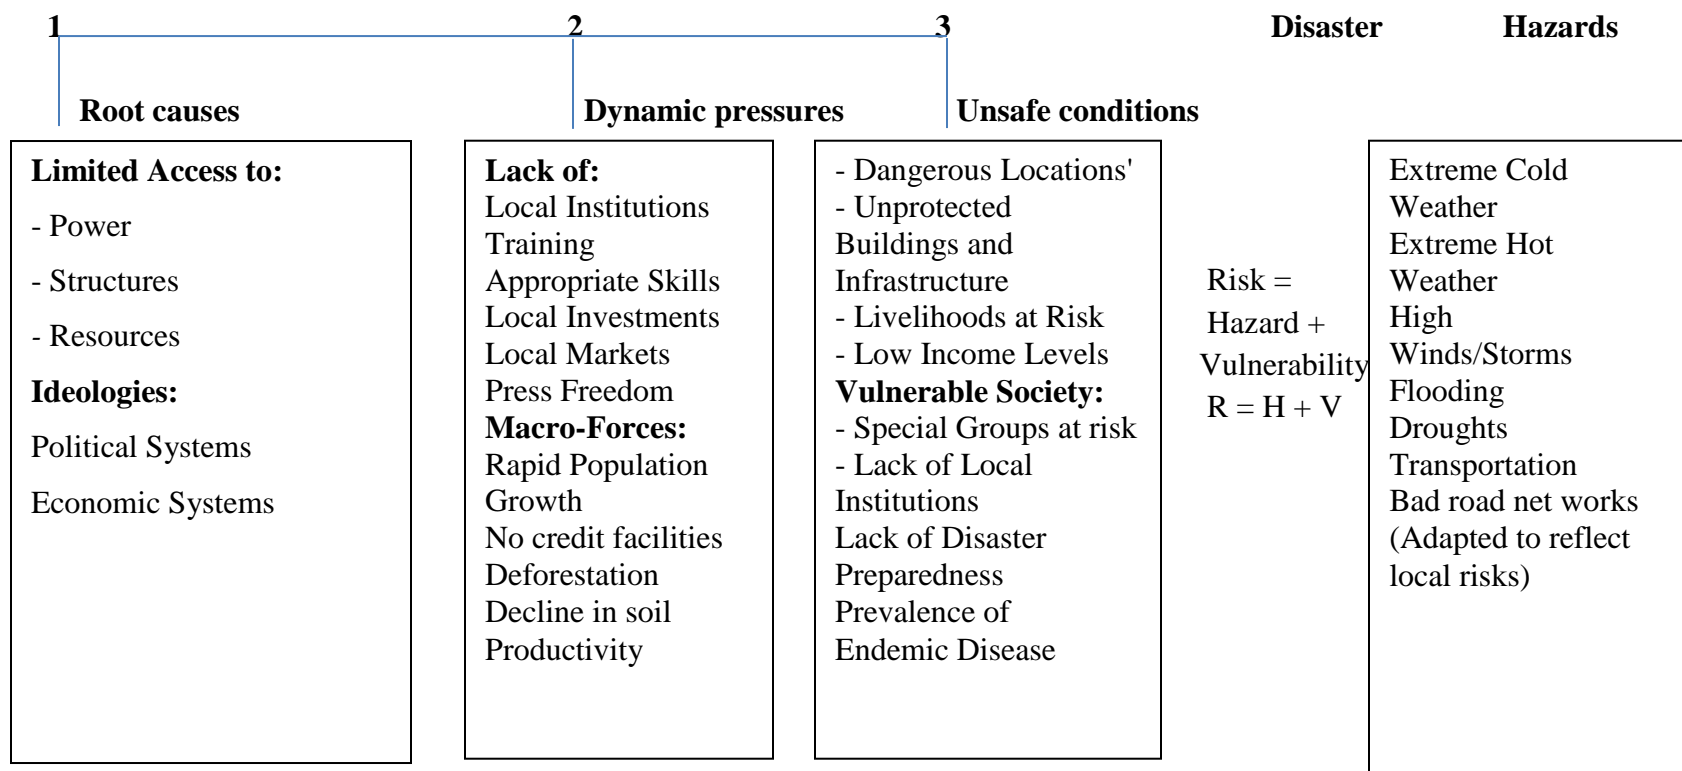 1
2
3
Disaster
Hazards
Root causes
Dynamic pressures
Unsafe conditions
Limited Access to:
- Power
- Structures
- Resources
Ideologies:
Political Systems
Economic Systems
Lack of:
Local Institutions
Training
Appropriate Skills
Local Investments
Local Markets
Press Freedom
Macro-Forces:
Rapid Population
Growth
No credit facilities
Deforestation
Decline in soil
Productivity
- Dangerous Locations'
- Unprotected
Buildings and
Infrastructure
- Livelihoods at Risk
- Low Income Levels
Vulnerable Society:
- Special Groups at risk
- Lack of Local
Institutions
Lack of Disaster
Preparedness
Prevalence of
Endemic Disease
Risk =
Hazard +
Vulnerability
R = H + V
Extreme Cold
Weather
Extreme Hot
Weather
High
Winds/Storms
Flooding
Droughts
Transportation
Bad road net works
(Adapted to reflect
local risks)